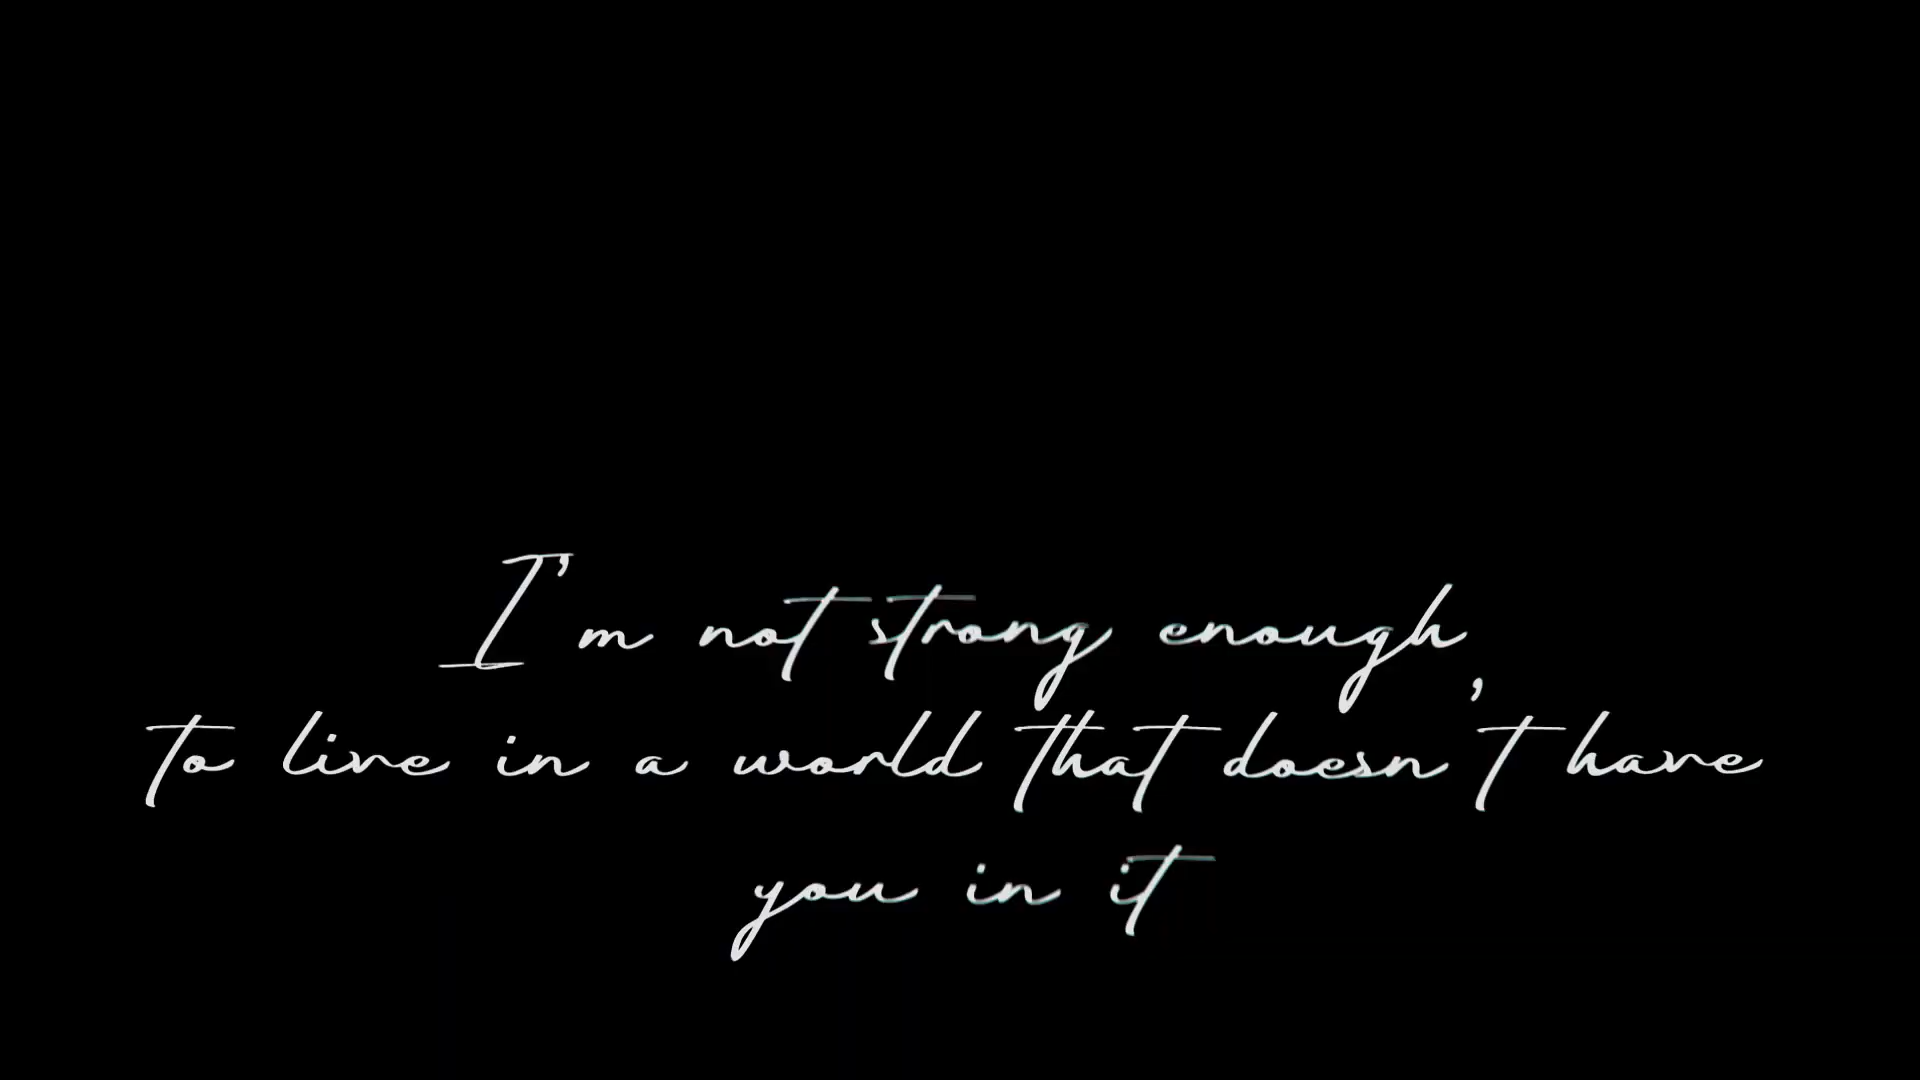 I'm not strong enough
to live in a world that doesn't have
you in it